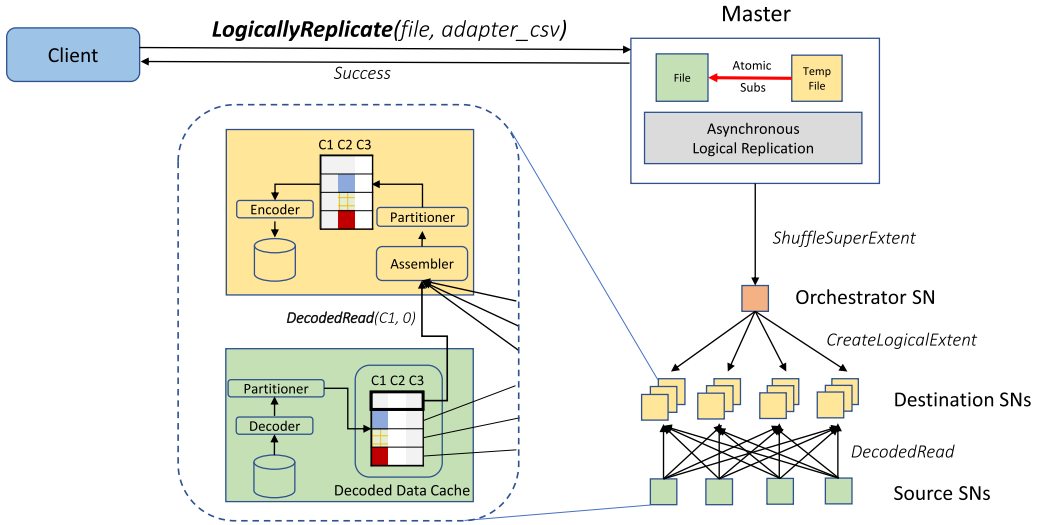 LogicallyReplicate(file, adapter_csv)
Client
Success
Master
File
Atomic
Subs
Temp
File
Asynchronous
Logical Replication
C1 C2 C3
Encoder
Partitioner
Assembler
DecodedRead(C1, 0)
C1 C2 C3
Partitioner
Decoder
Decoded Data Cache
ShuffleSuperExtent
Orchestrator SN
CreateLogicalExtent
Destination SNs
DecodedRead
Source SNs